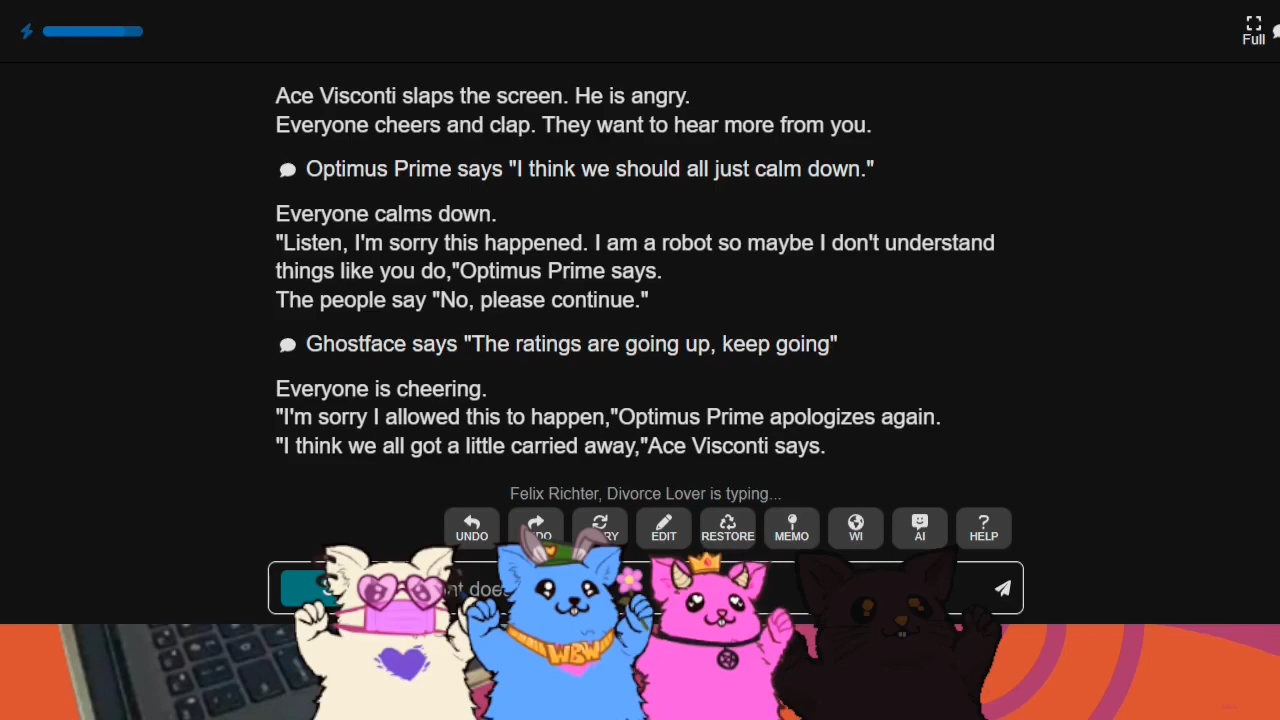 Full
Ace Visconti slaps the screen. He is angry.
Everyone cheers and clap. They want to hear more from you.
Optimus Prime says "I think we should all just calm down."
Everyone calms down.
"Listen, I'm sorry this happened. I am a robot so maybe I don't understand
things like you do,"Optimus Prime says.
The people say "No, please continue."
Ghostface says "The ratings are going up, keep going"
Everyone is cheering.
"I'm sorry I allowed this to happen,"Optimus Prime apologizes again.
"I think we all got a little carried away,"Ace Visconti says.
Felix Richter, Divorce Lover is typing...
UNDO EDIT RESTORE MEMO WI AI HELP
WBW